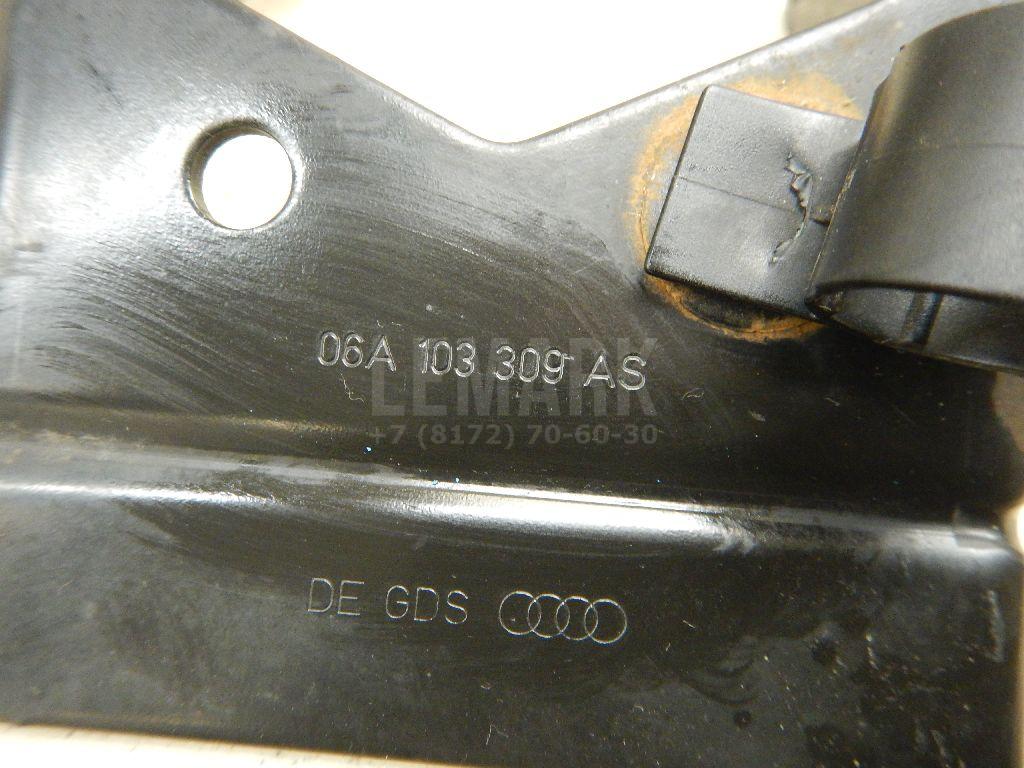 06A 103 309 AS
LEMARK
+7 (8172) 70-60-30
DE GDS